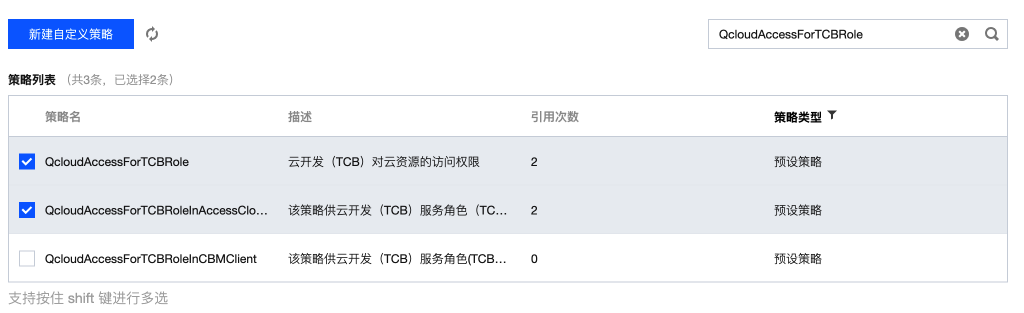 新建自定义策略
QcloudAccessForTCBRole
策略列表 (共3条，已选择2条)
策略名 描述 引用次数 策略类型
QcloudAccessForTCBRole 云开发（TCB）对云资源的访问权限 2 预设策略
QcloudAccessForTCBRoleInAccessClo... 该策略供云开发（TCB）服务角色（TC... 2 预设策略
QcloudAccessForTCBRoleInCBMClient 该策略供云开发（TCB）服务角色(TCB... 0 预设策略
支持按住 shift 键进行多选